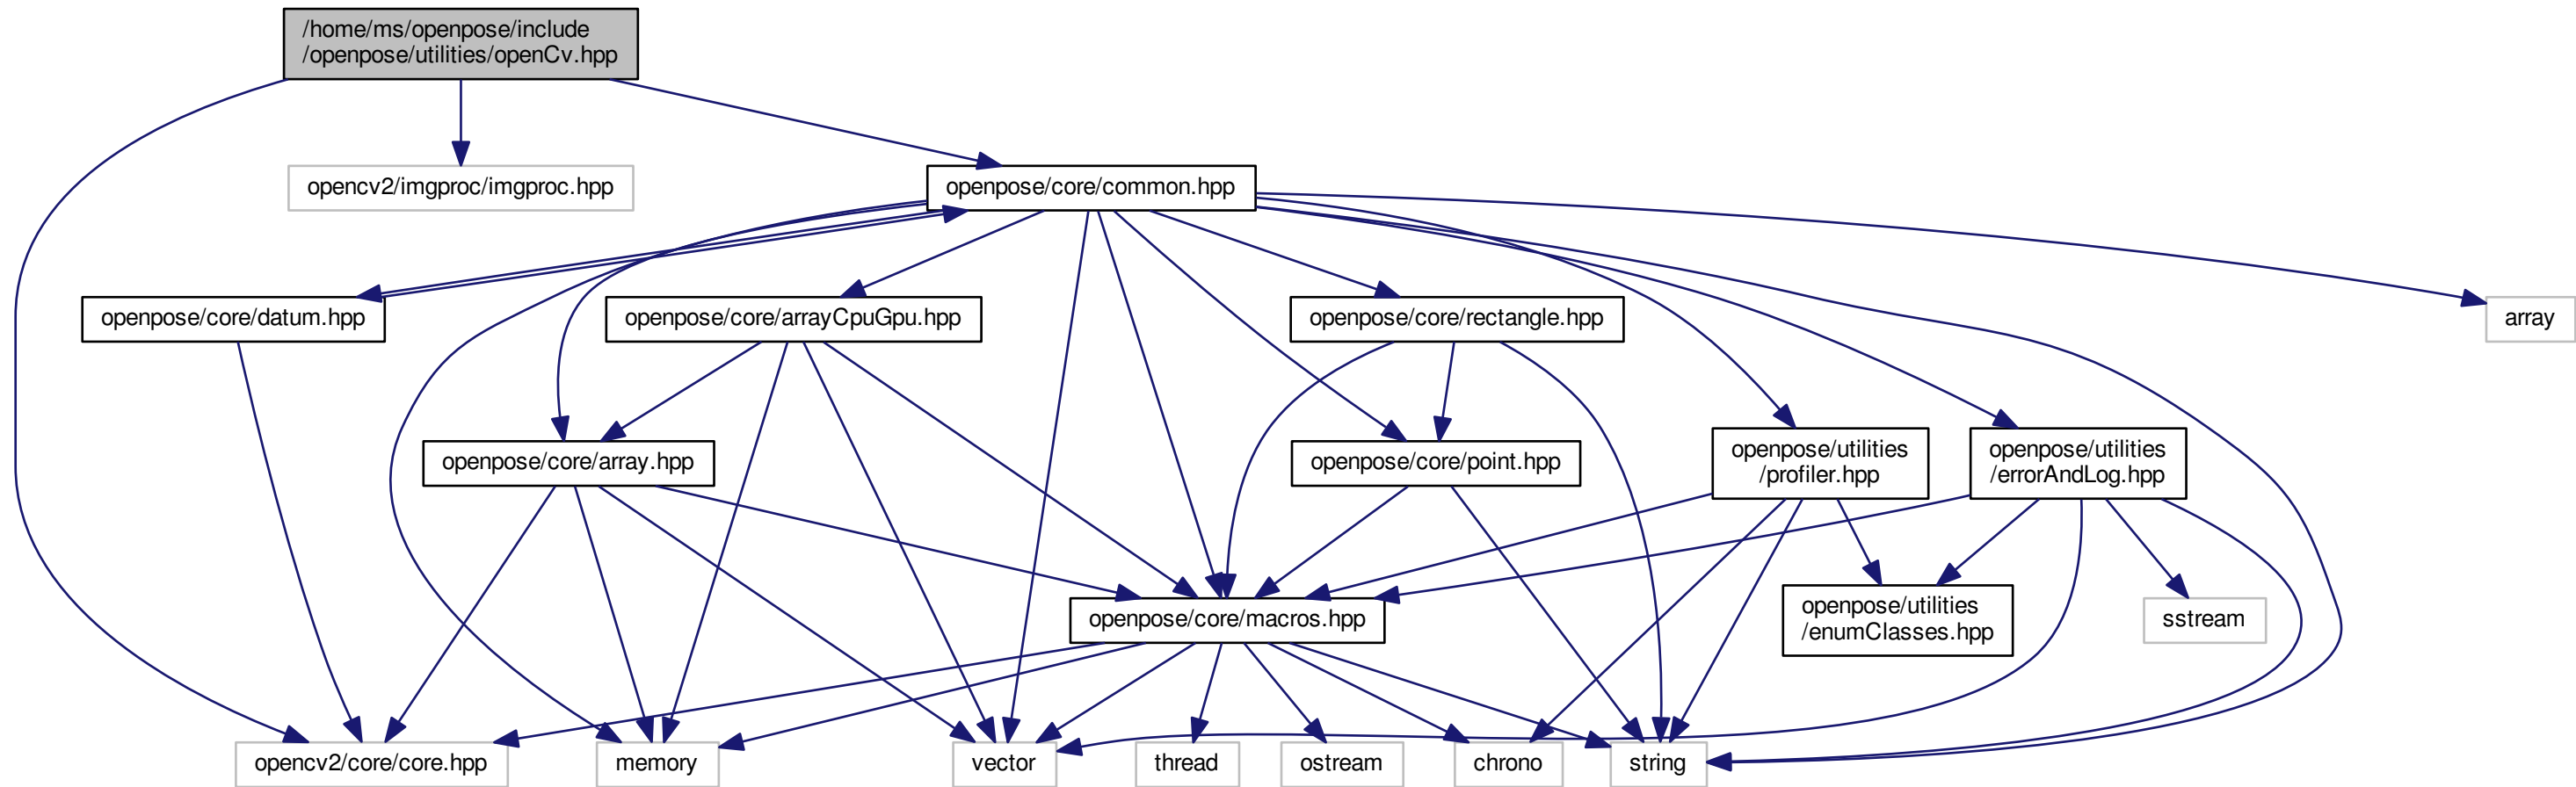 /home/ms/openpose/include
/openpose/utilities/openCv.hpp
opencv2/imgproc/imgproc.hpp
openpose/core/common.hpp
openpose/core/datum.hpp
openpose/core/arrayCpuGpu.hpp
openpose/core/rectangle.hpp
array
openpose/core/array.hpp
openpose/core/point.hpp
openpose/utilities
/profiler.hpp
openpose/utilities
/errorAndLog.hpp
openpose/core/macros.hpp
openpose/utilities
/enumClasses.hpp
sstream
opencv2/core/core.hpp
memory
vector
thread
ostream
chrono
string